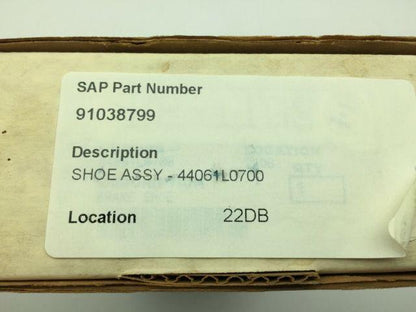 SAP Part Number
91038799
Description
SHOE ASSY - 44061L0700
Location 22DB